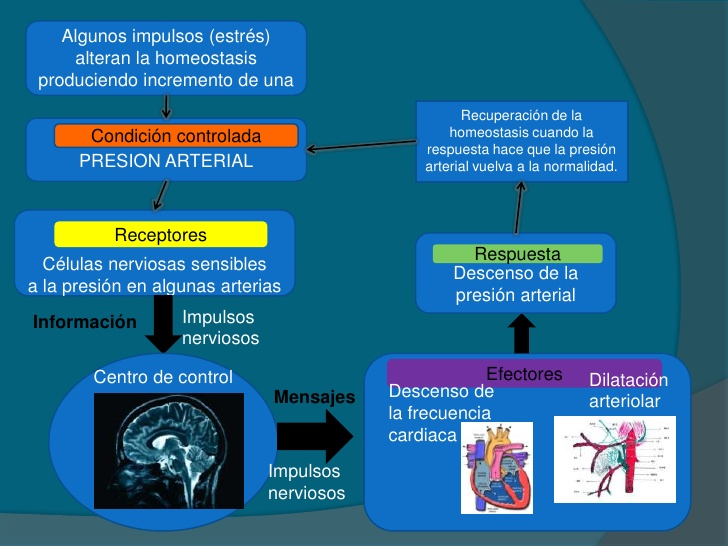 Algunos impulsos (estrés)
alteran la homeostasis
produciendo incremento de una
Condición controlada
PRESION ARTERIAL
Recuperación de la
homeostasis cuando la
respuesta hace que la presión
arterial vuelva a la normalidad.
Receptores
Células nerviosas sensibles
a la presión en algunas arterias
Respuesta
Descenso de la
presión arterial
Información
Impulsos
nerviosos
Centro de control
Mensajes
Impulsos
nerviosos
Efectores
Descenso de
la frecuencia
cardiaca
Dilatación
arteriolar